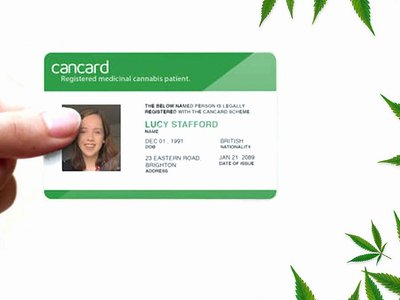 cancard
Registered medicinal cannabis patient.
THE BELOW NAMED PERSON IS LEGALLY
REGISTERED WITH THE CANCARD SCHEME
LUCY STAFFORD
NAME
DEC 01 . 1991 BRITISH
DOB NATIONALITY
23 EASTERN ROAD, JAN 21. 2089
BRIGHTON DATE OF ISSUE
ADDRESS